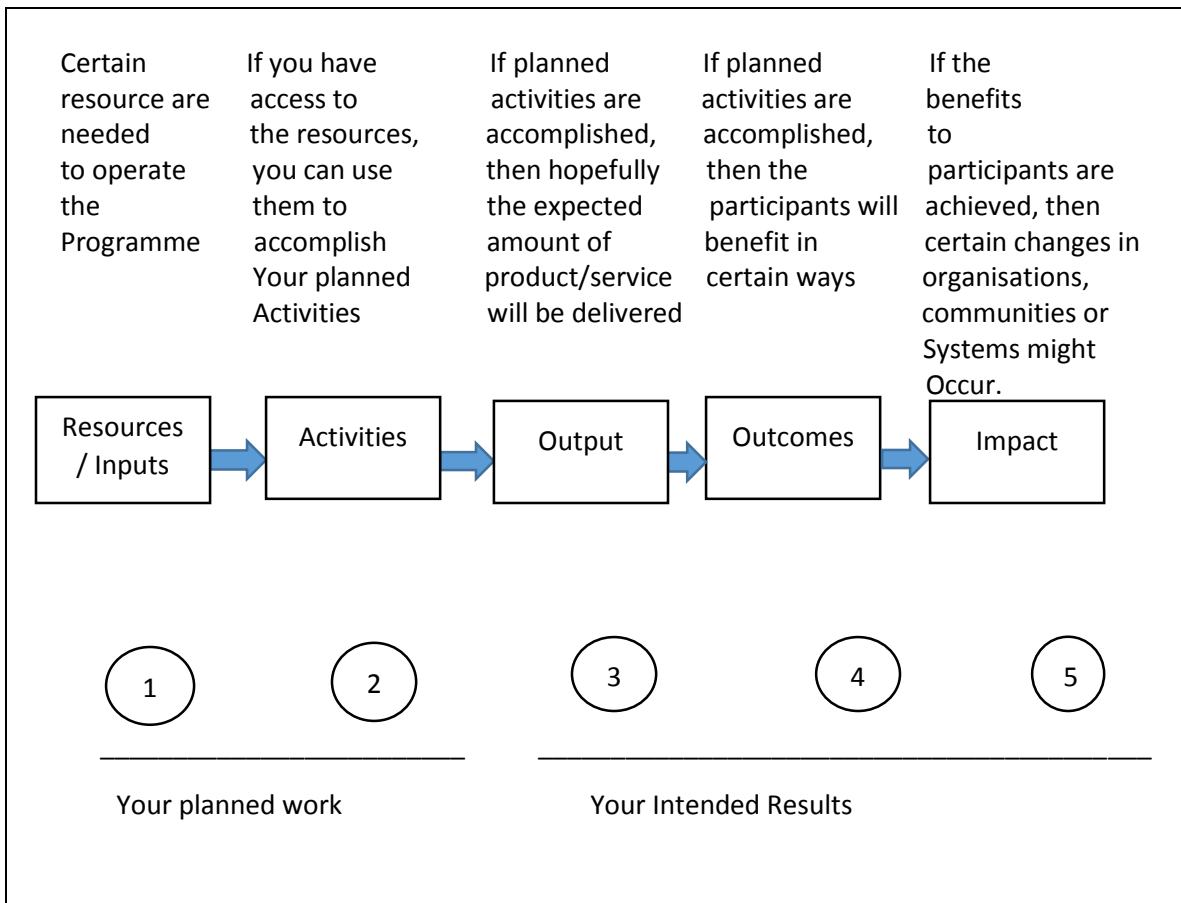 Certain
resource are
needed
to operate
the
Programme
If you have
access to
the resources,
you can use
them to
accomplish
Your planned
Activities
If planned
activities are
accomplished,
then hopefully
the expected
amount of
product/service
will be delivered
If planned
activities are
accomplished,
then the
participants will
benefit in
certain ways
If the
benefits
to
participants are
achieved, then
certain changes in
organisations,
communities or
Systems might
Occur.
Resources
/ Inputs
Activities
Output
Outcomes
Impact
1
2
3
4
5
Your planned work
Your Intended Results